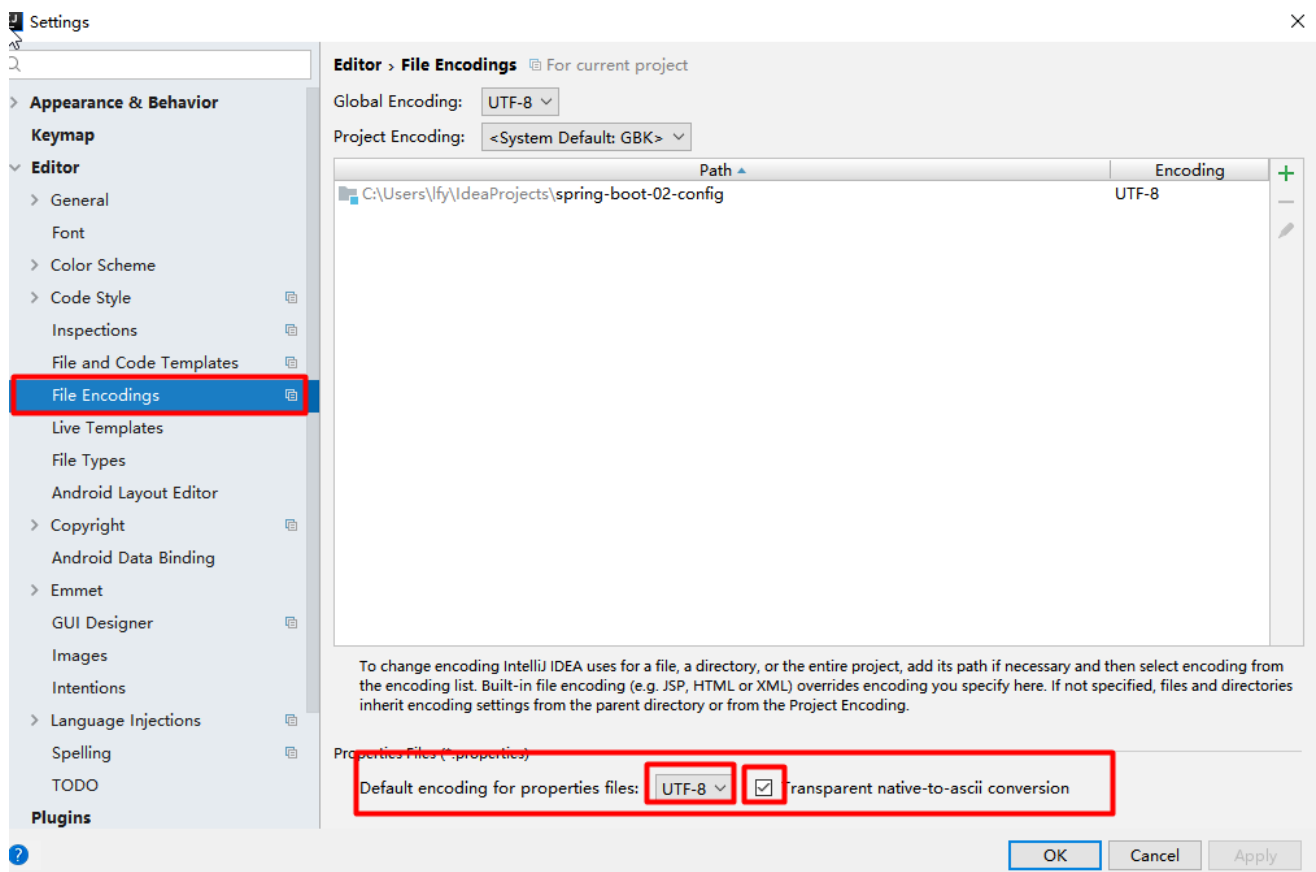 Settings
Appearance & Behavior
Keymap
Editor
General
Font
Color Scheme
Code Style
Inspections
File and Code Templates
File Encodings
Live Templates
File Types
Android Layout Editor
Copyright
Android Data Binding
Emmet
GUI Designer
Images
Intentions
Language Injections
Spelling
TODO
Plugins
Editor › File Encodings For current project
Global Encoding: UTF-8
Project Encoding: <System Default: GBK>
Path Encoding
C:\Users\lfy\IdeaProjects\spring-boot-02-config UTF-8
To change encoding IntelliJ IDEA uses for a file, a directory, or the entire project, add its path if necessary and then select encoding from
the encoding list. Built-in file encoding (e.g. JSP, HTML or XML) overrides encoding you specify here. If not specified, files and directories
inherit encoding settings from the parent directory or from the Project Encoding.
Properties Files (*.properties)
Default encoding for properties files: UTF-8 Transparent native-to-ascii conversion
? OK Cancel Apply